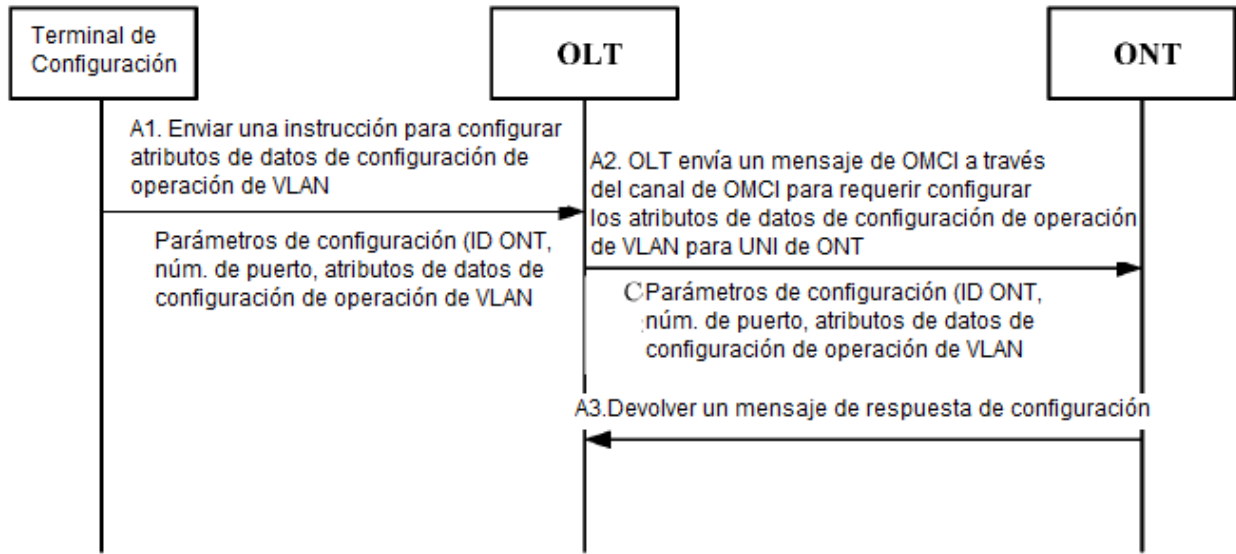 Terminal de
Configuración
OLT
ONT
A1. Enviar una instrucción para configurar
atributos de datos de configuración de
operación de VLAN
Parámetros de configuración (ID ONT,
núm. de puerto, atributos de datos de
configuración de operación de VLAN
A2. OLT envía un mensaje de OMCI a través
del canal de OMCI para requerir configurar
los atributos de datos de configuración de operación
de VLAN para UNI de ONT
CParámetros de configuración (ID ONT,
núm. de puerto, atributos de datos de
configuración de operación de VLAN
A3.Devolver un mensaje de respuesta de configuración